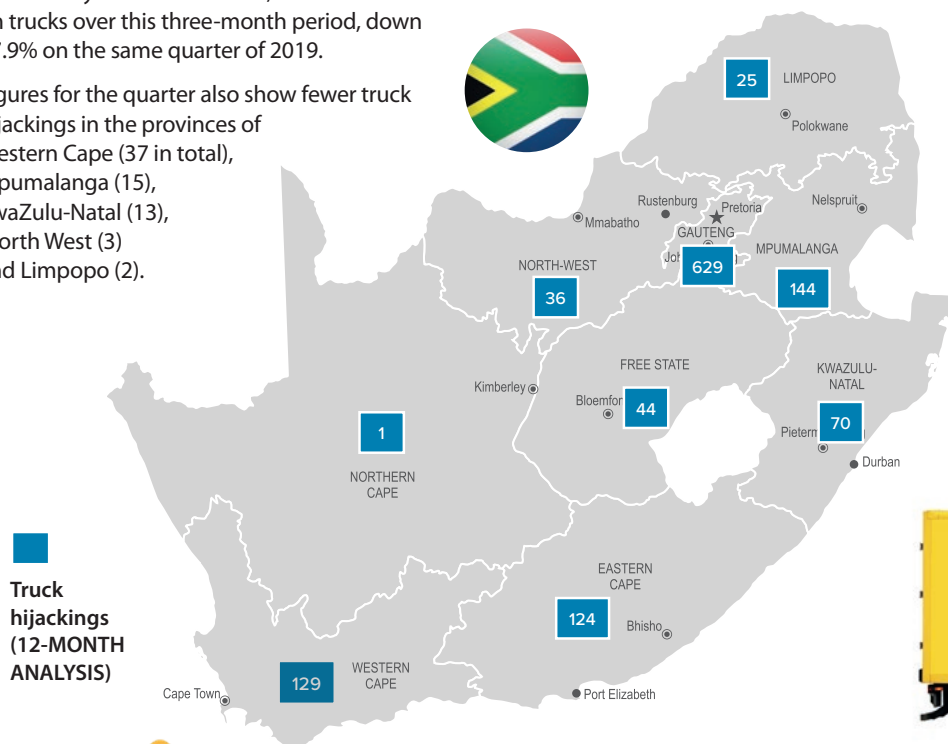 n trucks over this three-month period, down
7.9% on the same quarter of 2019.
gures for the quarter also show fewer truck
jackings in the provinces of
estern Cape (37 in total),
pumalanga (15),
waZulu-Natal (13),
orth West (3)
nd Limpopo (2).
25
LIMPOPO
Polokwane
Rustenburg
Pretoria
Nelspruit
Mmabatho
GAUTENG
629
MPUMALANGA
144
NORTH-WEST
36
FREE STATE
Kimberley
Bloemfon
44
KWAZULU-
NATAL
70
Pieterm
Durban
1
NORTHERN
CAPE
EASTERN
CAPE
124
Bhisho
Truck
hijackings
(12-MONTH
ANALYSIS)
129
WESTERN
CAPE
Cape Town
Port Elizabeth